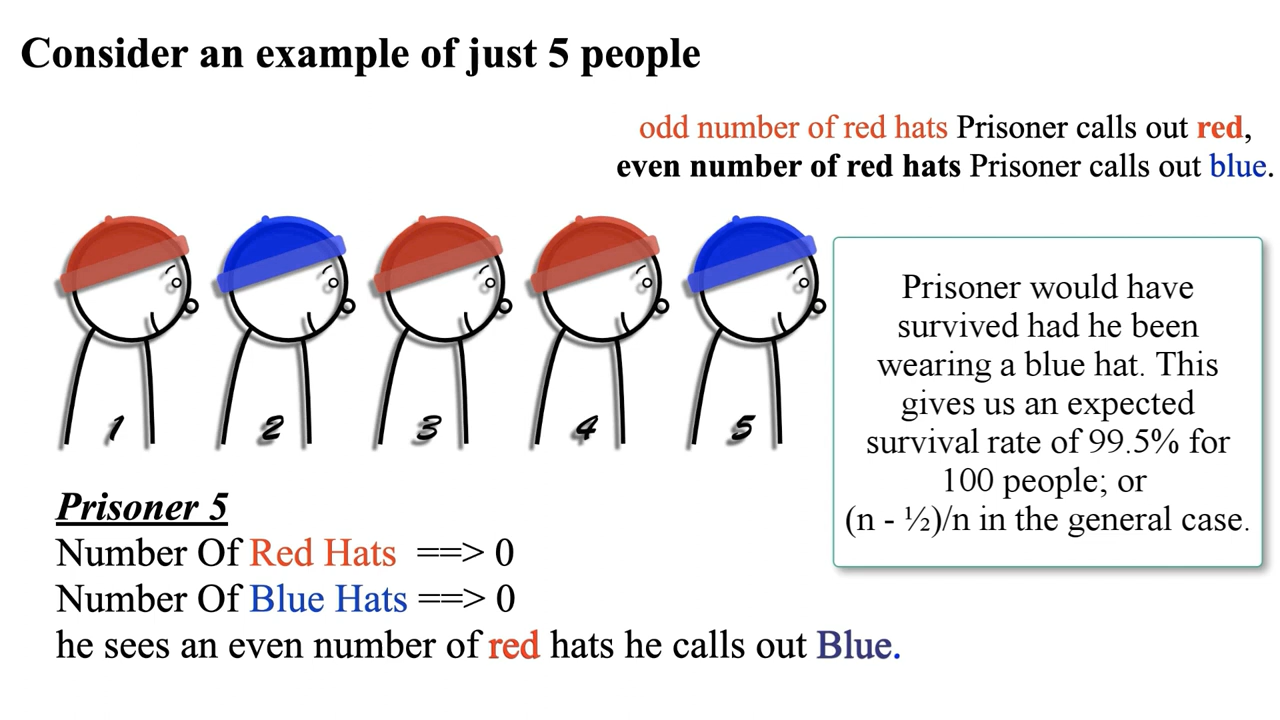 Consider an example of just 5 people
odd number of red hats Prisoner calls out red,
even number of red hats Prisoner calls out blue.
1 2 3 4 5
Prisoner would have
survived had he been
wearing a blue hat. This
gives us an expected
survival rate of 99.5% for
100 people; or
(n - ½)/n in the general case.
Prisoner 5
Number Of Red Hats ==> 0
Number Of Blue Hats ==> 0
he sees an even number of red hats he calls out Blue.